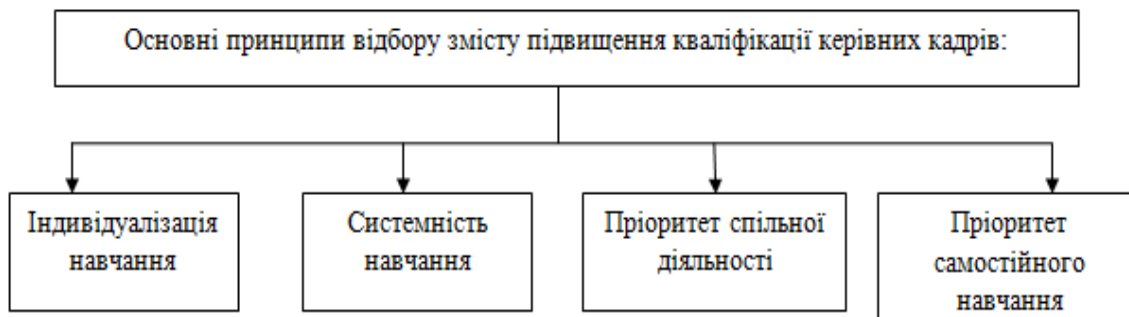 Основні принципи відбору змісту підвищення кваліфікації керівних кадрів:
Індивідуалізація
навчання
Системність
навчання
Пріоритет спільної
діяльності
Пріоритет
самостійного
навчання